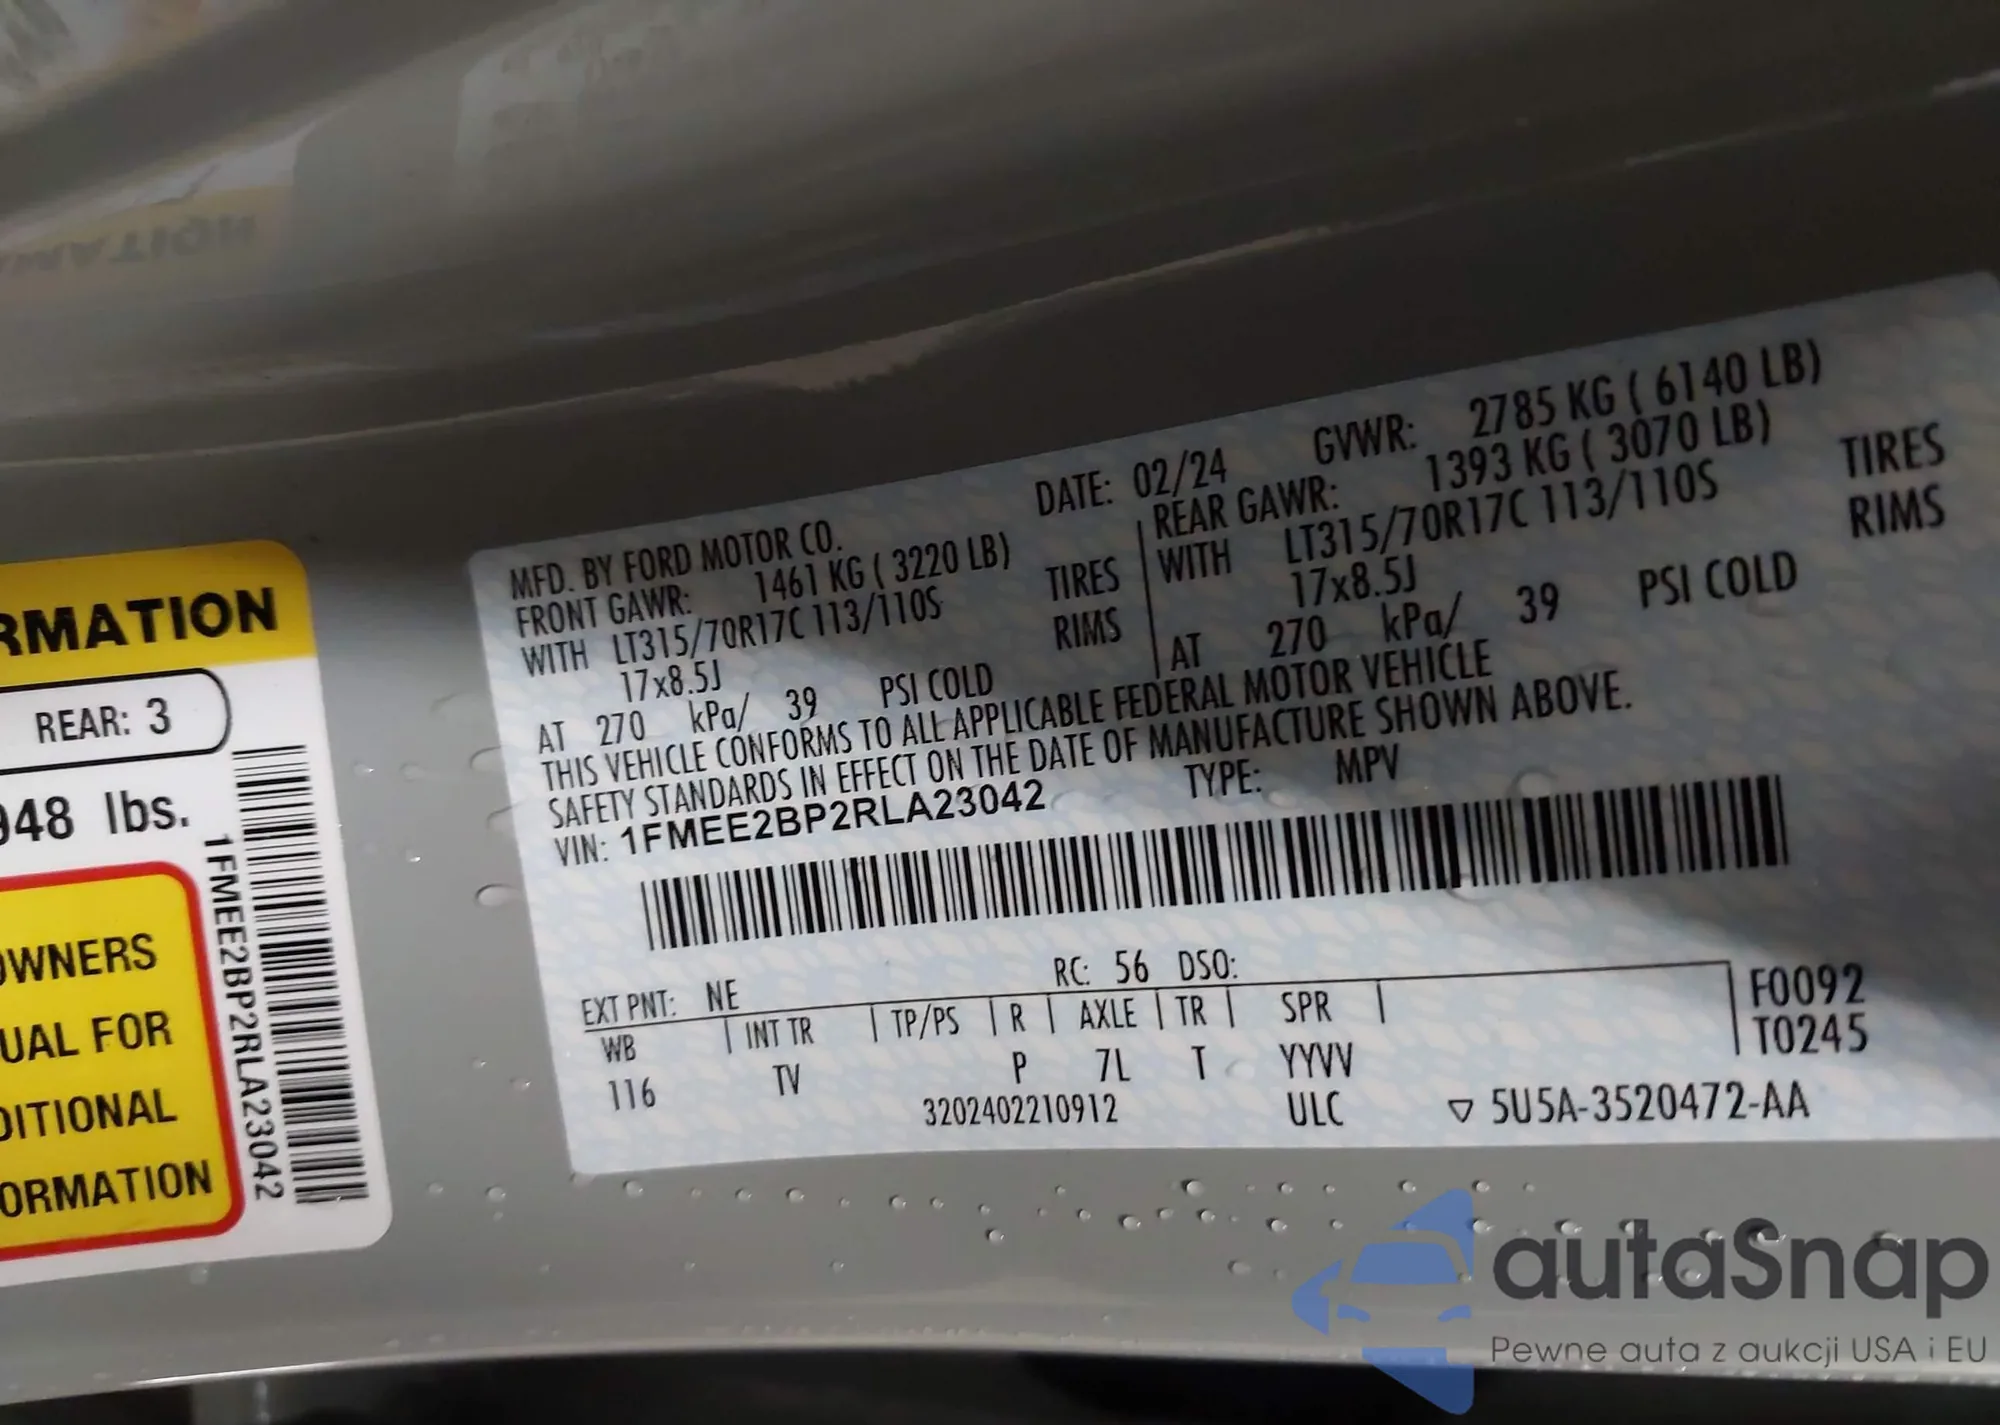 RMATION
REAR: 3
948 lbs.
OWNERS
UAL FOR
DITIONAL
ORMATION
1FMEE2BP2RLA23042
MFD. BY FORD MOTOR CO.
DATE: 02/24
GVWR: 2785 KG ( 6140 LB)
FRONT GAWR: 1461 KG ( 3220 LB)
REAR GAWR: 1393 KG ( 3070 LB)
WITH LT315/70R17C 113/110S TIRES
WITH LT315/70R17C 113/110S TIRES
17x8.5J RIMS
17x8.5J RIMS
AT 270 kPa/ 39 PSI COLD
AT 270 kPa/ 39 PSI COLD
THIS VEHICLE CONFORMS TO ALL APPLICABLE FEDERAL MOTOR VEHICLE
SAFETY STANDARDS IN EFFECT ON THE DATE OF MANUFACTURE SHOWN ABOVE.
VIN: 1FMEE2BP2RLA23042
TYPE: MPV
EXT PNT: NE RC: 56 DSO:
WB INT TR TP/PS R AXLE TR SPR
F0092
T0245
116 TV P 7L T YYVV
3202402210912 ULC ▽ 5U5A-3520472-AA
autaSnap
Pewne auta z aukcji USA i EU